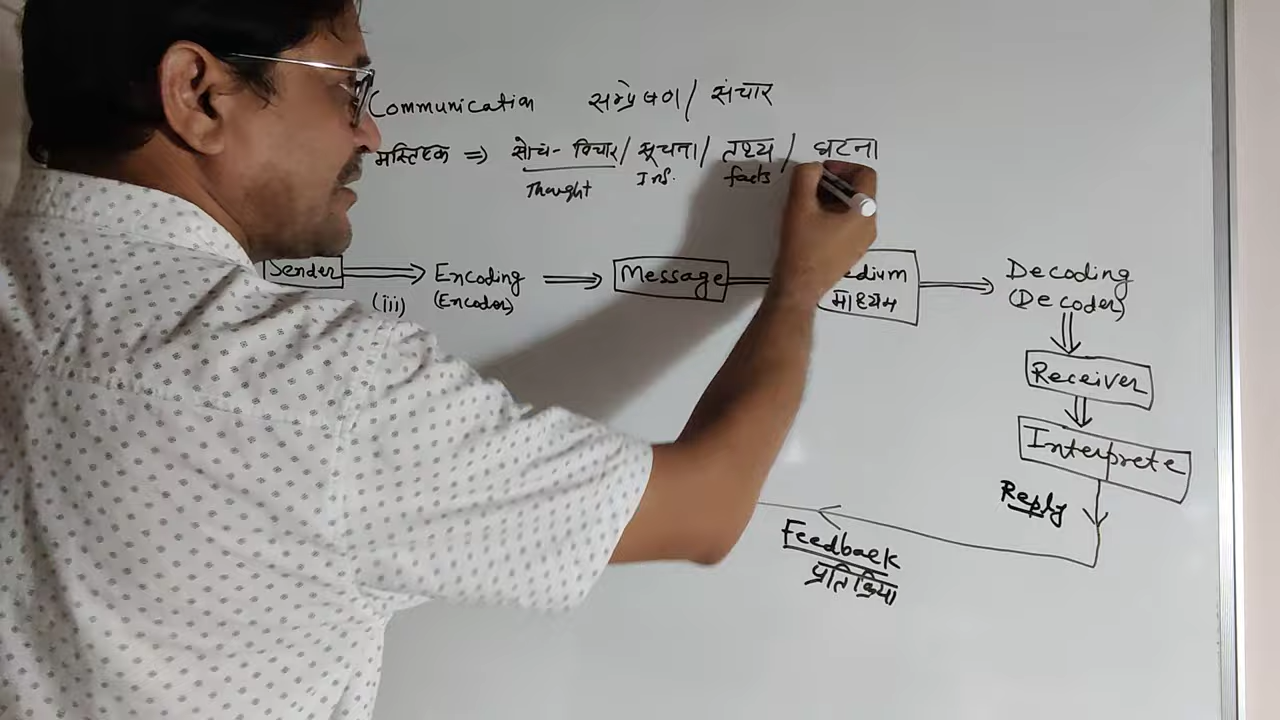 Communication सम्प्रेषण / संचार
मस्तिष्क ⇒ सोच - विचार / सूचना / तथ्य / घटना
Thought Inf. facts
Sender ⇒ Encoding ⇒ Message Decoding
(iii) (Encoder) माध्यम (Decoder)
Receiver
Interprete
Reply
Feedback
प्रतिक्रिया